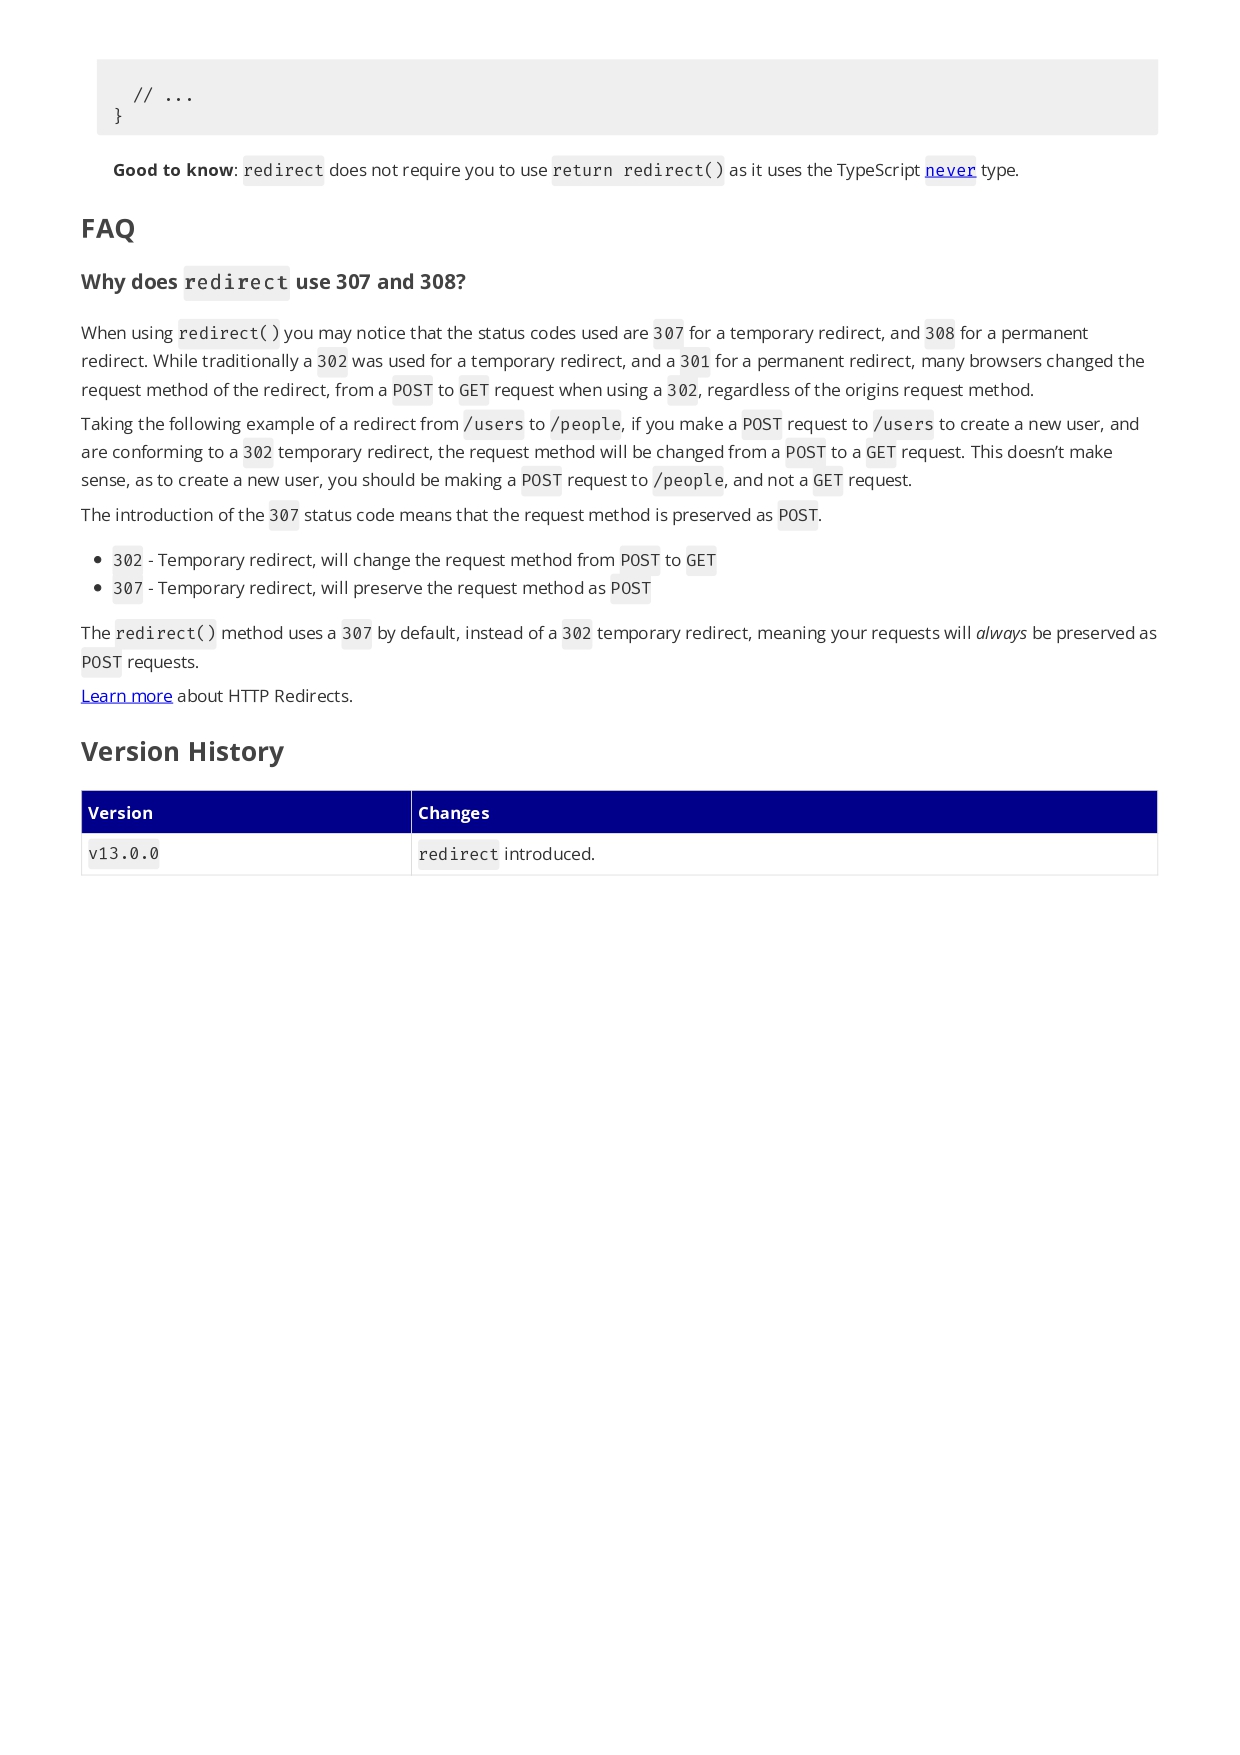 // ...
}
Good to know: redirect does not require you to use return redirect() as it uses the TypeScript never type.
FAQ
Why does redirect use 307 and 308?
When using redirect() you may notice that the status codes used are 307 for a temporary redirect, and 308 for a permanent
redirect. While traditionally a 302 was used for a temporary redirect, and a 301 for a permanent redirect, many browsers changed the
request method of the redirect, from a POST to GET request when using a 302, regardless of the origins request method.
Taking the following example of a redirect from /users to /people, if you make a POST request to /users to create a new user, and
are conforming to a 302 temporary redirect, the request method will be changed from a POST to a GET request. This doesn’t make
sense, as to create a new user, you should be making a POST request to /people, and not a GET request.
The introduction of the 307 status code means that the request method is preserved as POST.
• 302 - Temporary redirect, will change the request method from POST to GET
• 307 - Temporary redirect, will preserve the request method as POST
The redirect() method uses a 307 by default, instead of a 302 temporary redirect, meaning your requests will always be preserved as
POST requests.
Learn more about HTTP Redirects.
Version History
Version Changes
v13.0.0 redirect introduced.